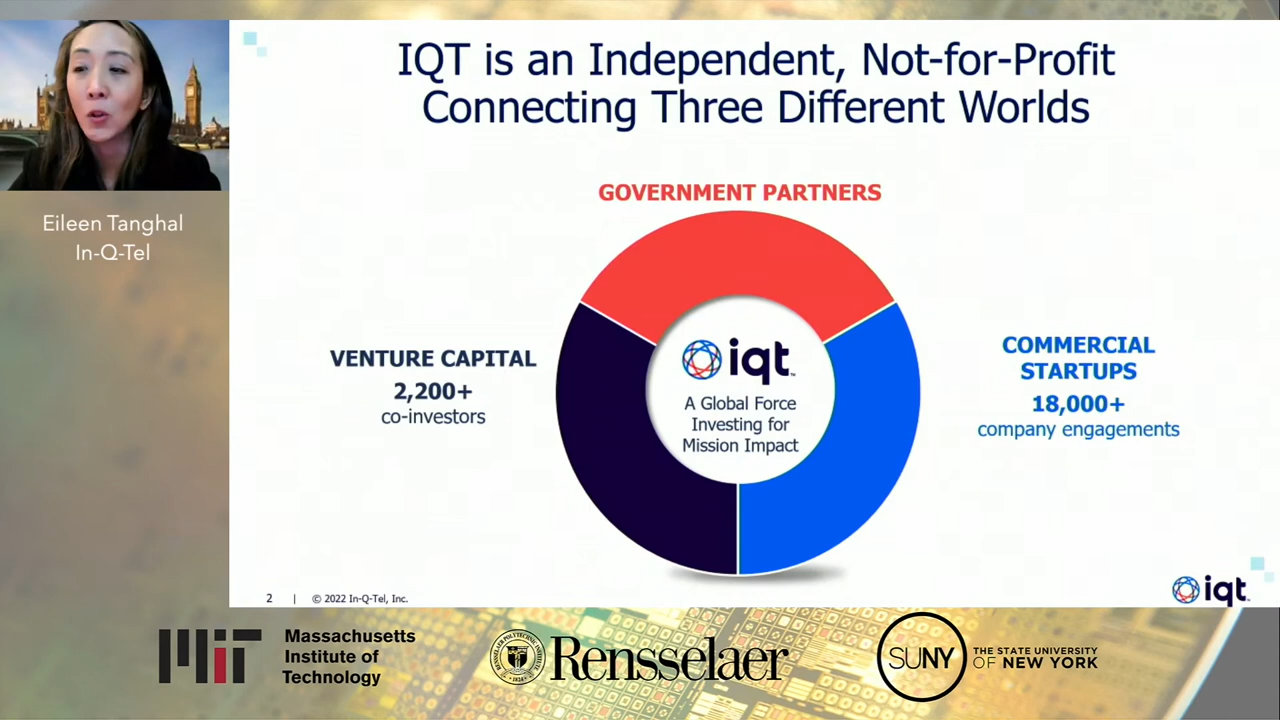 IQT is an Independent, Not-for-Profit
Connecting Three Different Worlds
Eileen Tanghal
In-Q-Tel
GOVERNMENT PARTNERS
VENTURE CAPITAL
2,200+
co-investors
iqt
A Global Force
Investing for
Mission Impact
COMMERCIAL
STARTUPS
18,000+
company engagements
2 | © 2022 In-Q-Tel, Inc.
iqt
MIT
Massachusetts
Institute of
Technology
Rensselaer
SUNY
THE STATE UNIVERSITY
OF NEW YORK